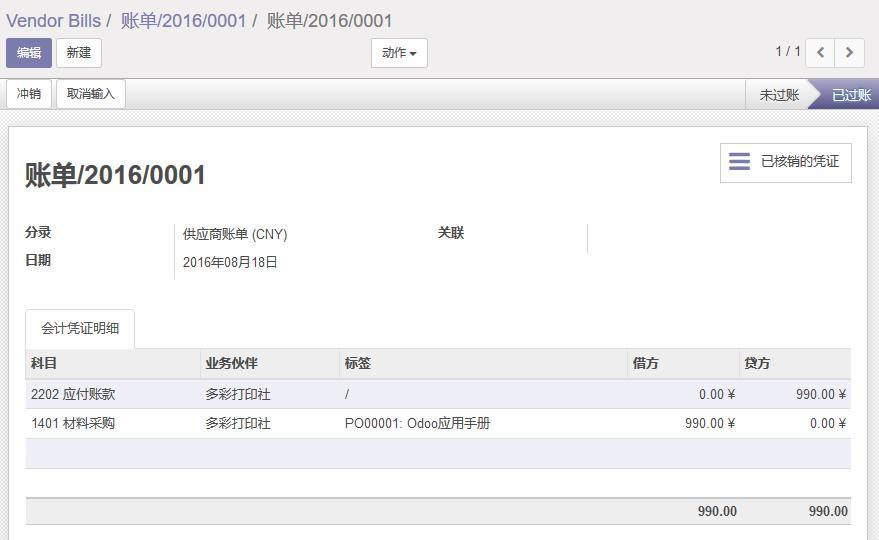 Vendor Bills / 账单/2016/0001 / 账单/2016/0001
编辑 新建 动作 1 / 1
冲销 取消输入 未过账 已过账
账单/2016/0001 已核销的凭证
分录 供应商账单 (CNY) 关联
日期 2016年08月18日
会计凭证明细
科目 业务伙伴 标签 借方 贷方
2202 应付账款 多彩打印社 / 0.00 ¥ 990.00 ¥
1401 材料采购 多彩打印社 PO00001: Odoo应用手册 990.00 ¥ 0.00 ¥
990.00 990.00